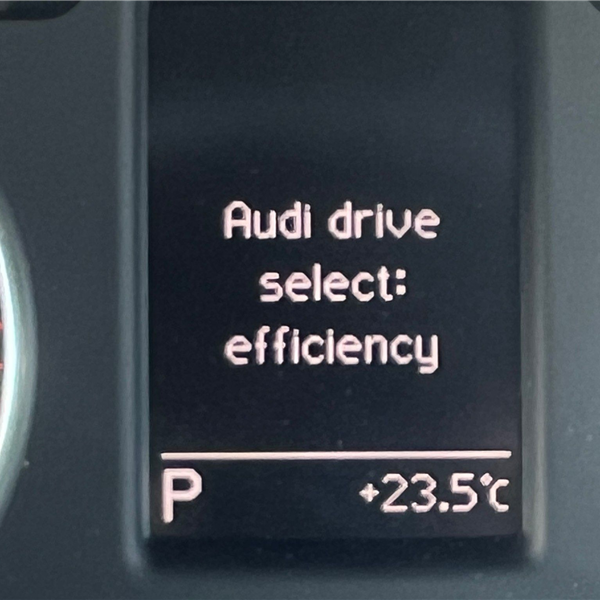 Audi drive
select:
efficiency
P +23.5°C